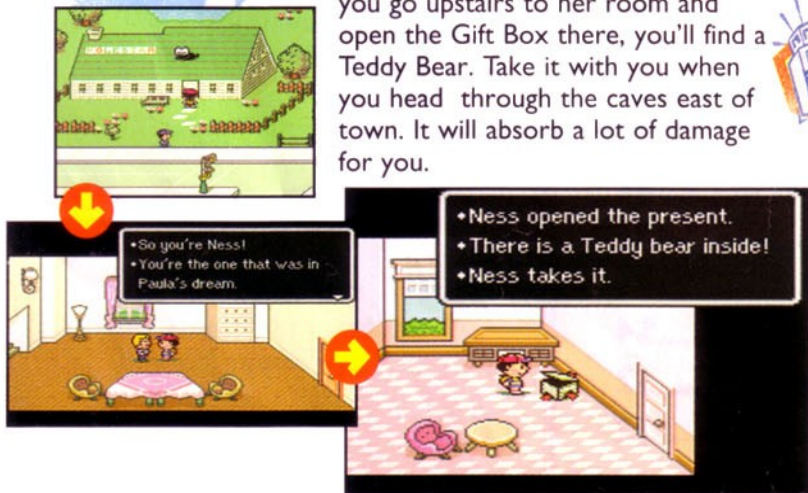 you go upstairs to her room and
open the Gift Box there, you'll find a
Teddy Bear. Take it with you when
you head through the caves east of
town. It will absorb a lot of damage
for you.
POLESTAR
•So you're Ness!
•You're the one that was in
Paula's dream.
•Ness opened the present.
•There is a Teddy bear inside!
•Ness takes it.